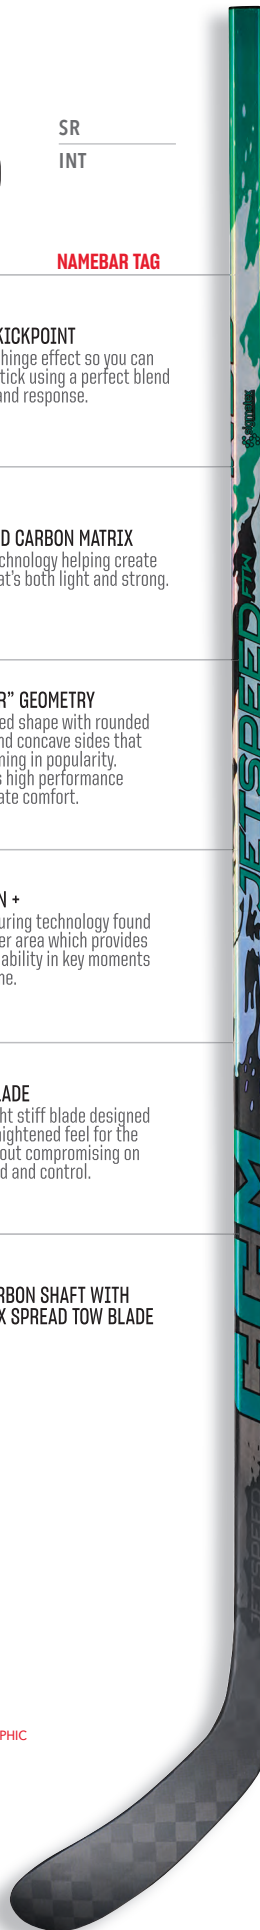 SR
INT
NAMEBAR TAG
KICKPOINT
hinge effect so you can
tick using a perfect blend
and response.
D CARBON MATRIX
chnology helping create
at's both light and strong.
R” GEOMETRY
ed shape with rounded
nd concave sides that
ning in popularity.
s high performance
ate comfort.
N +
uring technology found
er area which provides
ability in key moments
ne.
LADE
ht stiff blade designed
ightened feel for the
out compromising on
d and control.
RBON SHAFT WITH
X SPREAD TOW BLADE
PHIC
JETSPEED FTW
CCM
JETSPEED